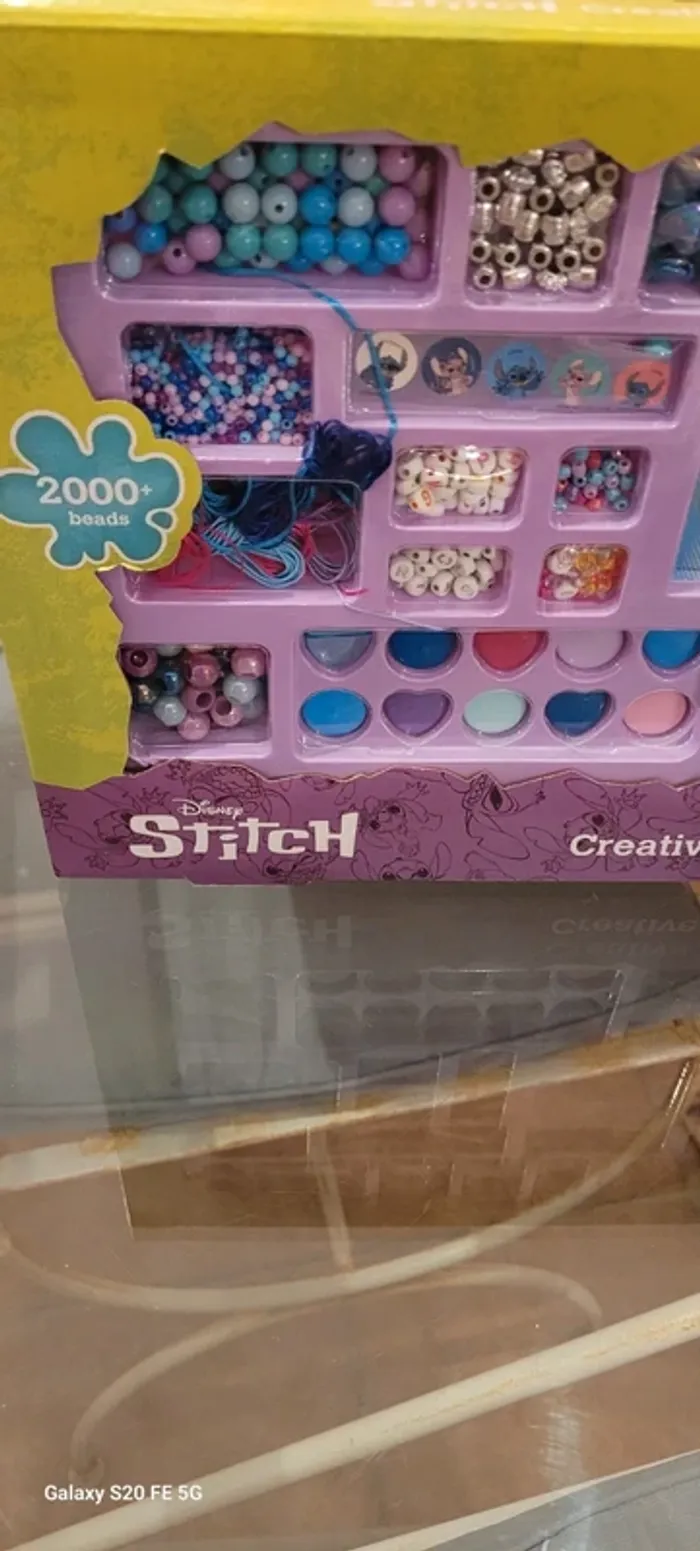 2000+
beads
Disney
Stitch
Creativ
Galaxy S20 FE 5G